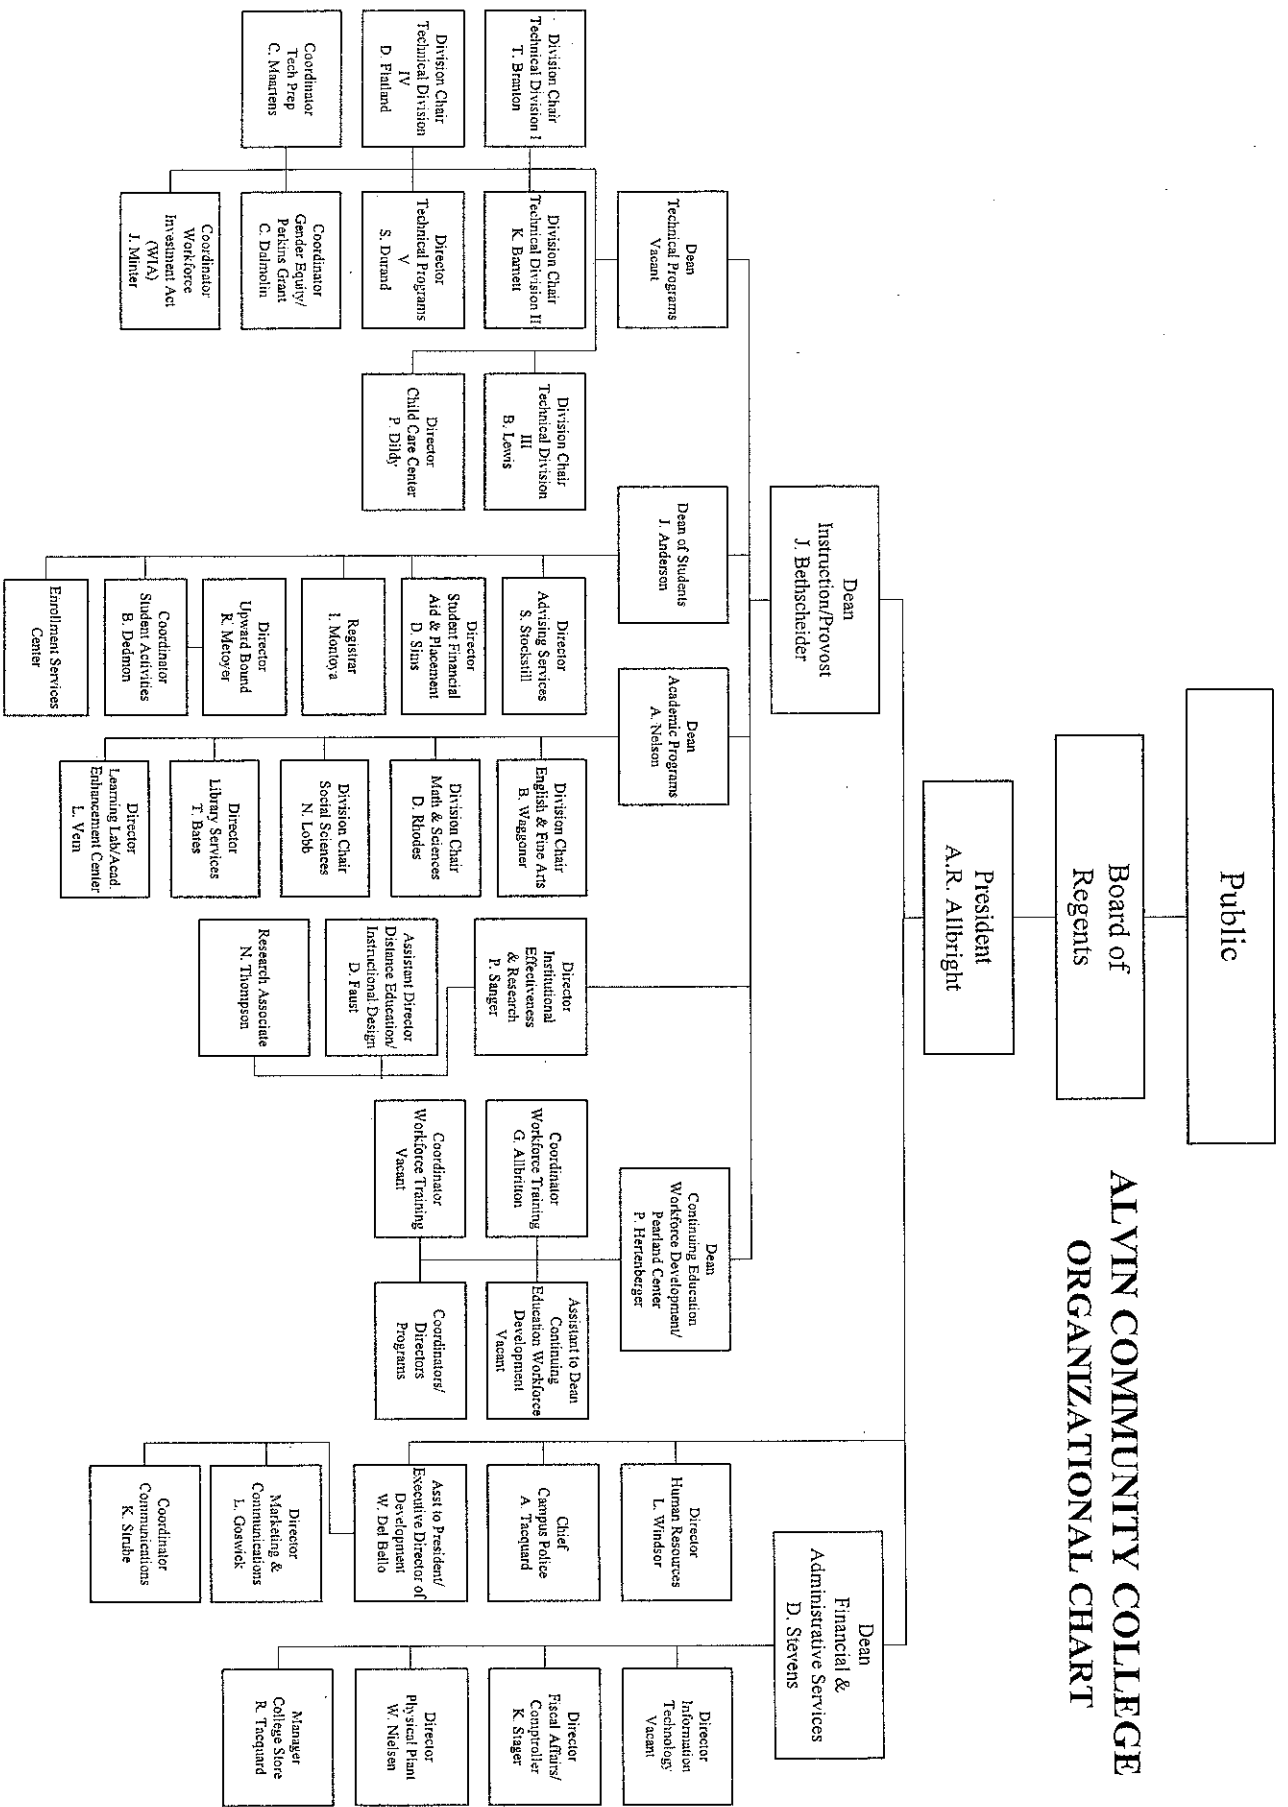 ALVIN COMMUNITY COLLEGE
ORGANIZATIONAL CHART
Public
Board of
Regents
President
A.R. Allbright
Dean
Instruction/Provost
J. Bethscheider
Dean
Financial &
Administrative Services
D. Stevens
Dean
Technical Programs
Vacant
Dean of Students
J. Anderson
Dean
Academic Programs
A. Nelson
Director
Institutional
Effectiveness
& Research
P. Sanger
Dean
Continuing Education
Workforce Development/
Pearland Center
P. Hertenberger
Division Chair
Technical Division I
T. Branton
Division Chair
Technical Division II
K. Barnett
Division Chair
Technical Division
III
B. Lewis
Division Chair
Technical Division
IV
D. Flatland
Director
Technical Programs
V
S. Durand
Director
Child Care Center
P. Dildy
Coordinator
Tech Prep
C. Maartens
Coordinator
Gender Equity/
Perkins Grant
C. Dalmolin
Coordinator
Workforce
Investment Act
(WIA)
J. Minter
Director
Advising Services
S. Stockstill
Director
Student Financial
Aid & Placement
D. Sims
Registrar
I. Montoya
Director
Upward Bound
R. Metoyer
Coordinator
Student Activities
B. Dedmon
Enrollment Services
Center
Division Chair
English & Fine Arts
B. Waggoner
Division Chair
Math & Sciences
D. Rhodes
Division Chair
Social Sciences
N. Lobb
Director
Library Services
T. Bates
Director
Learning Lab/Acad.
Enhancement Center
L.
Assistant Director
Distance Education/
Instructional Design
D. Faust
Research Associate
N. Thompson
Coordinator
Workforce Training
G. Allbritton
Assistant to Dean
Continuing
Education Workforce
Development
Vacant
Coordinator
Workforce Training
Vacant
Coordinators/
Directors
Programs
Director
Human Resources
L. Windsor
Chief
Campus Police
A. Tacquard
Asst to President/
Executive Director of
Development
W. Del Bello
Director
Marketing &
Communications
L. Goswick
Coordinator
Communications
K. Strube
Director
Information
Technology
Vacant
Director
Fiscal Affairs/
Comptroller
K. Stager
Director
Physical Plant
W. Nielsen
Manager
College Store
R. Tacquard